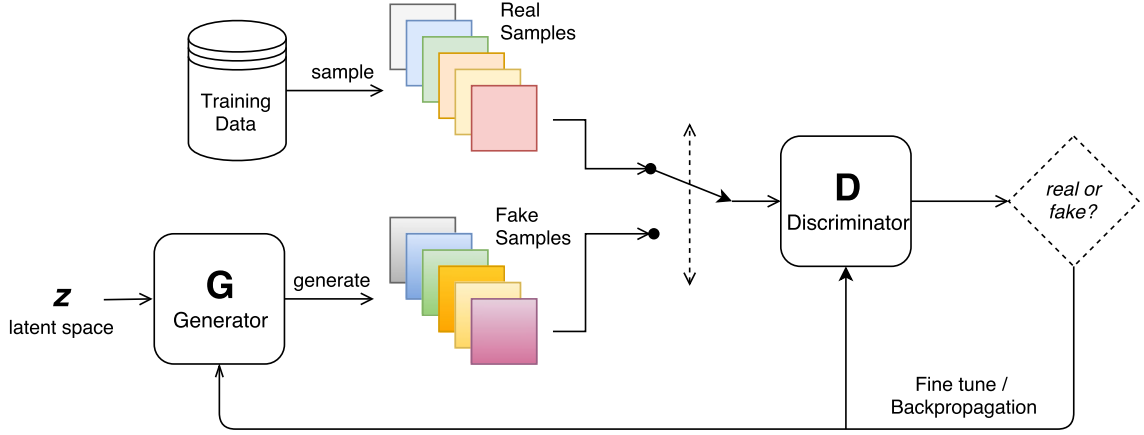 Real
Samples
sample
Training
Data
D
Discriminator
real or
fake?
Fake
Samples
G
Generator
generate
z
latent space
Fine tune /
Backpropagation